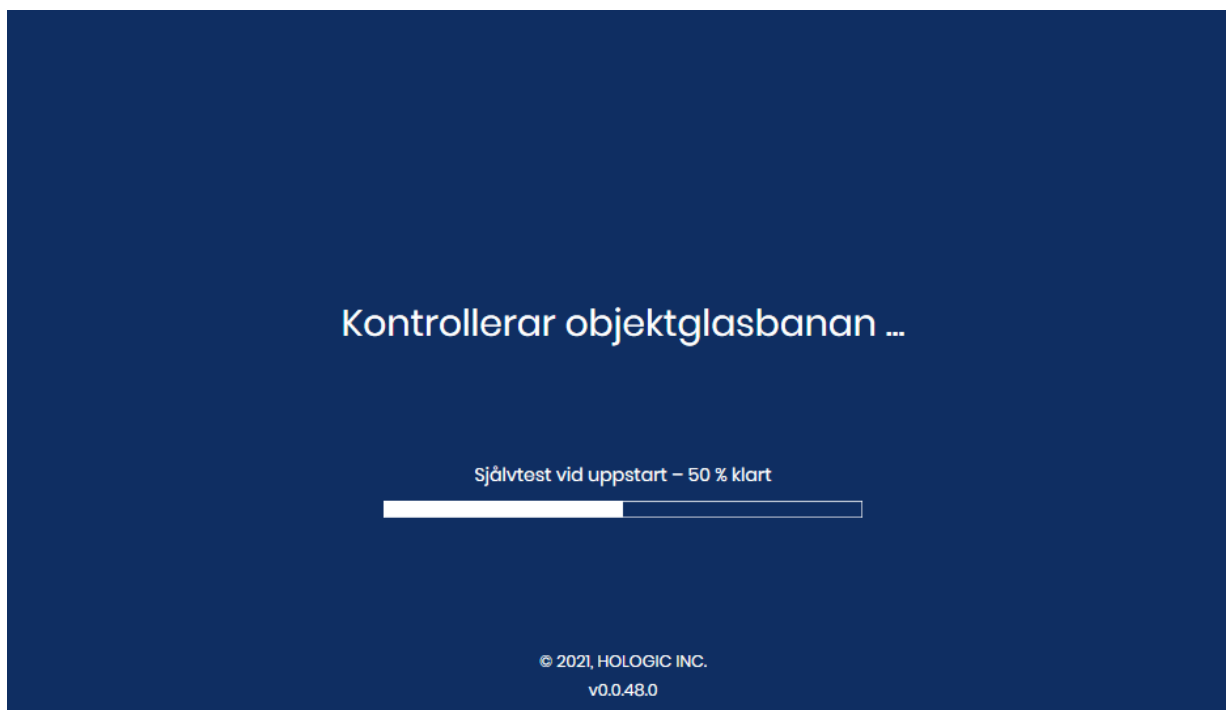 Kontrollerar objektglasbanan ...
Självtest vid uppstart – 50 % klart
© 2021, HOLOGIC INC.
v0.0.48.0